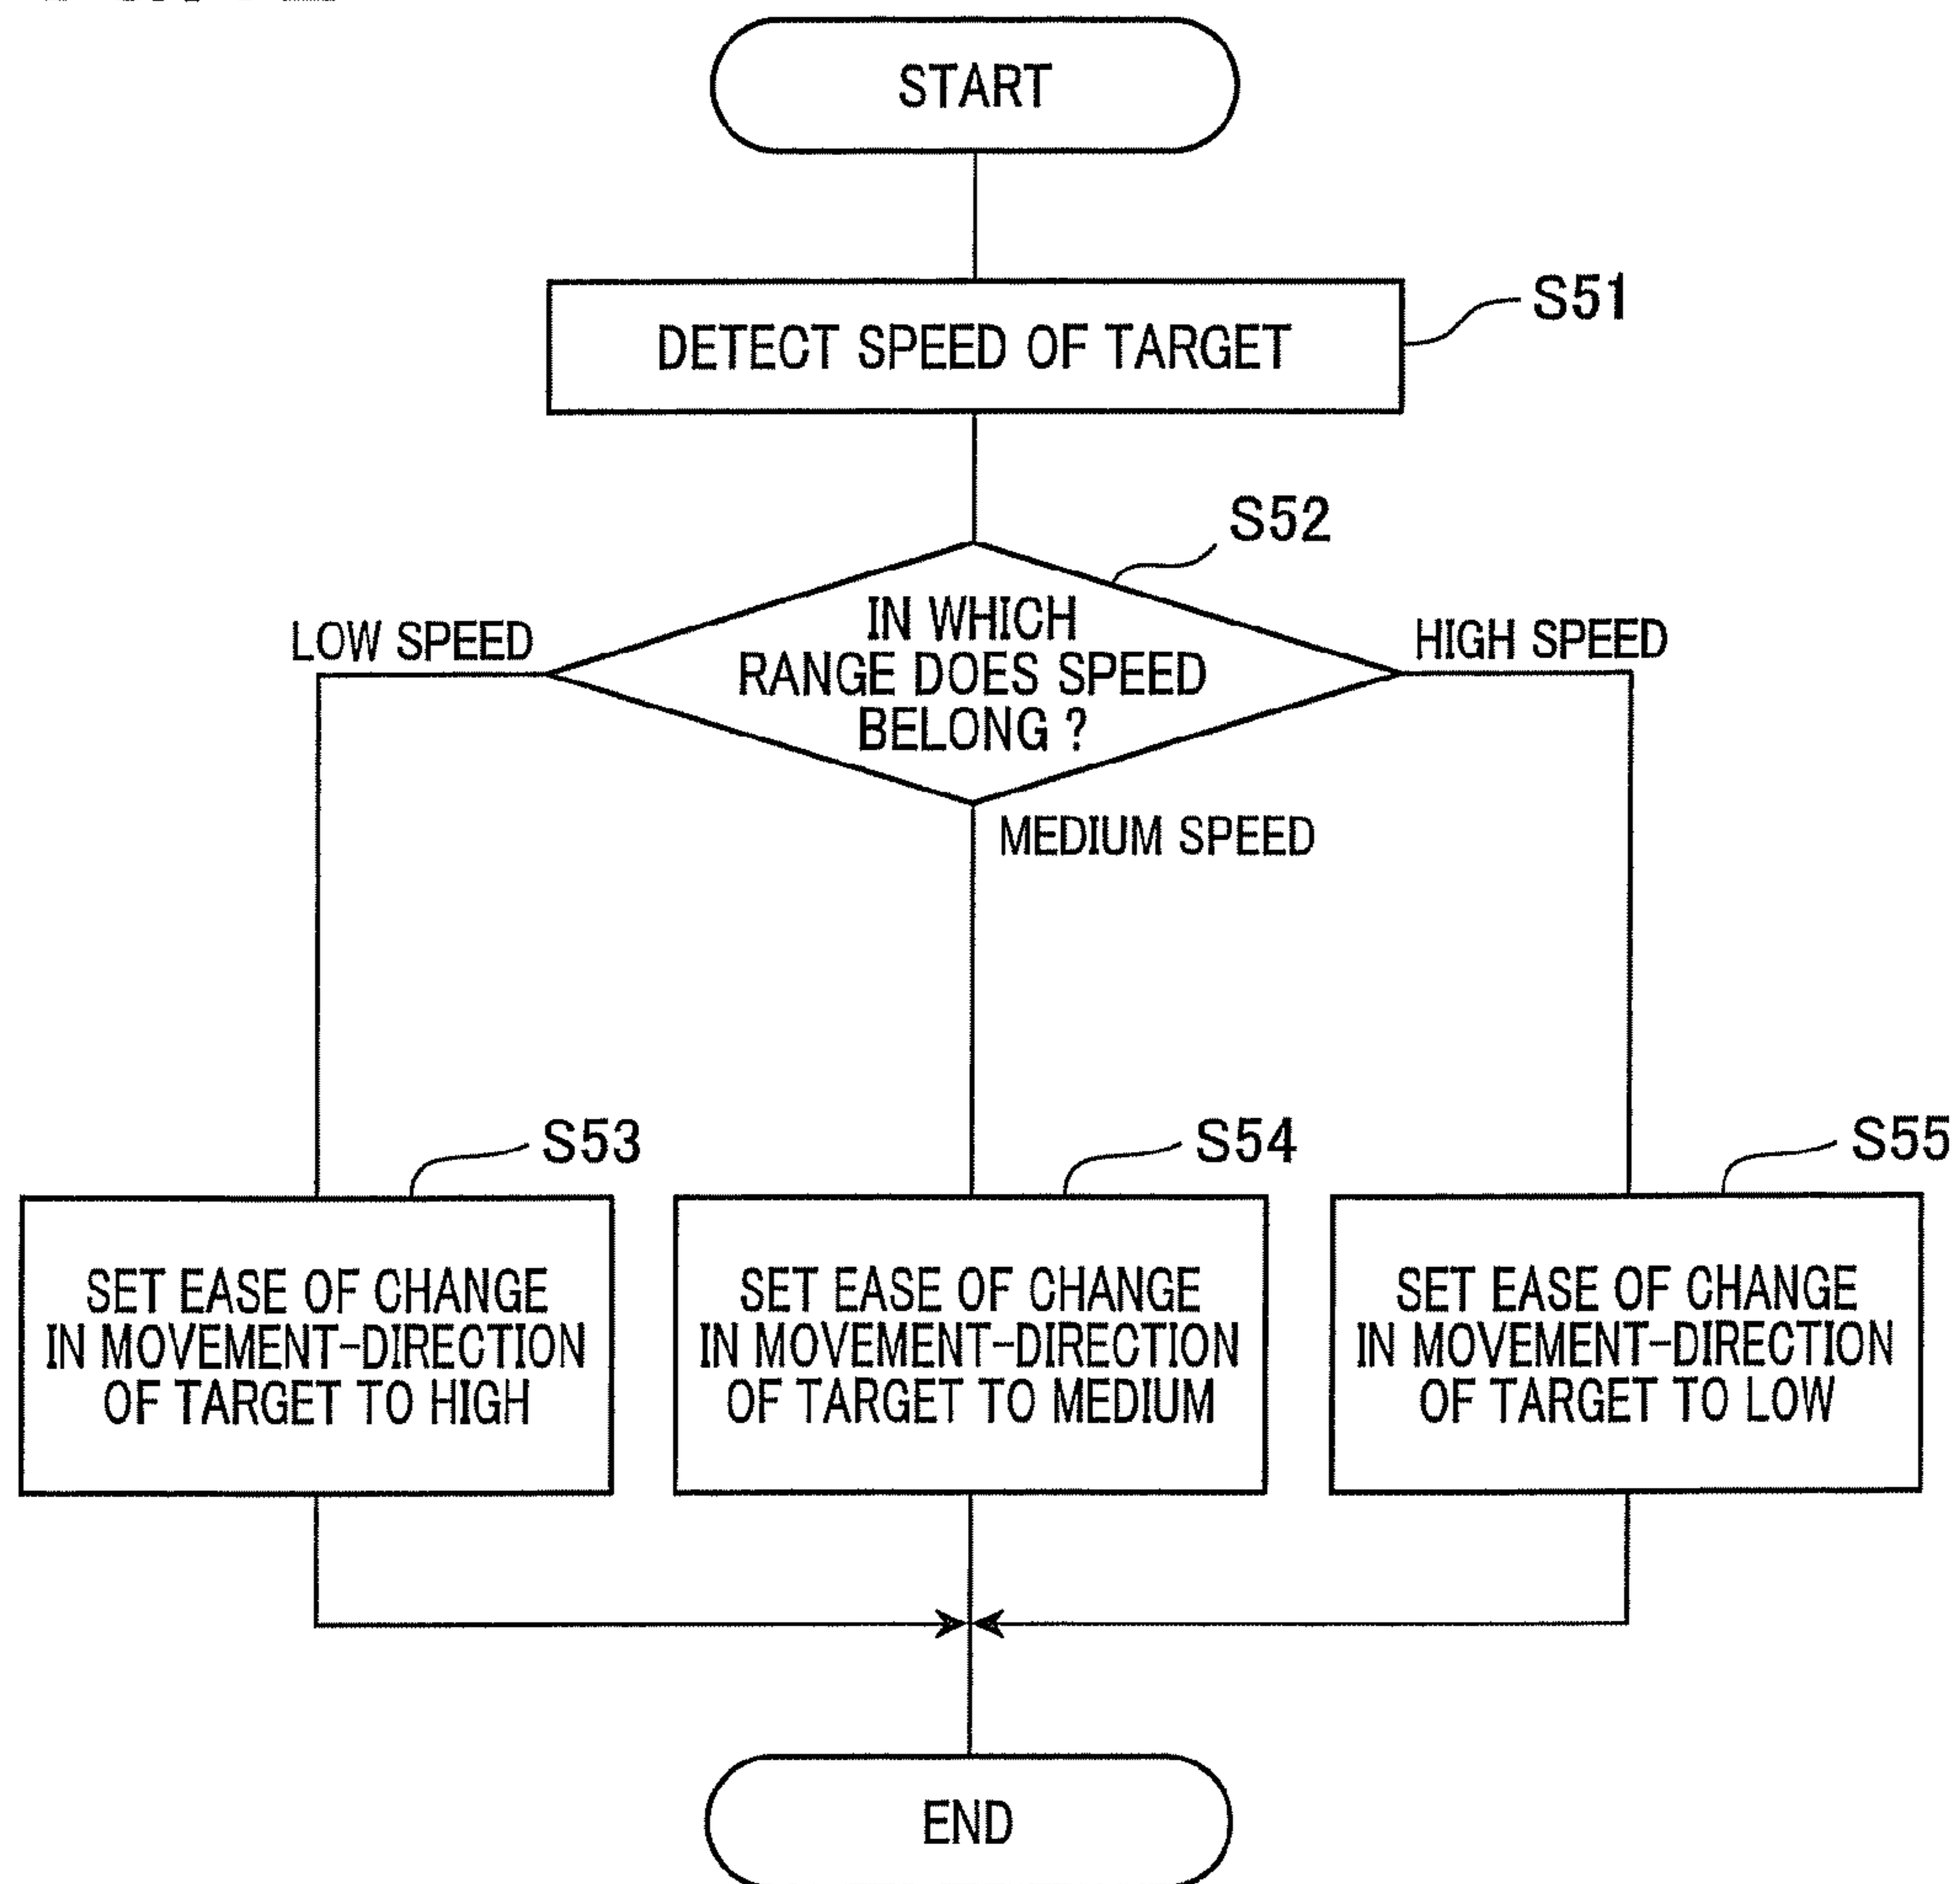 START
DETECT SPEED OF TARGET
S51
S52
IN WHICH
RANGE DOES SPEED
BELONG ?
LOW SPEED
HIGH SPEED
MEDIUM SPEED
S53
SET EASE OF CHANGE
IN MOVEMENT-DIRECTION
OF TARGET TO HIGH
S54
SET EASE OF CHANGE
IN MOVEMENT-DIRECTION
OF TARGET TO MEDIUM
S55
SET EASE OF CHANGE
IN MOVEMENT-DIRECTION
OF TARGET TO LOW
END